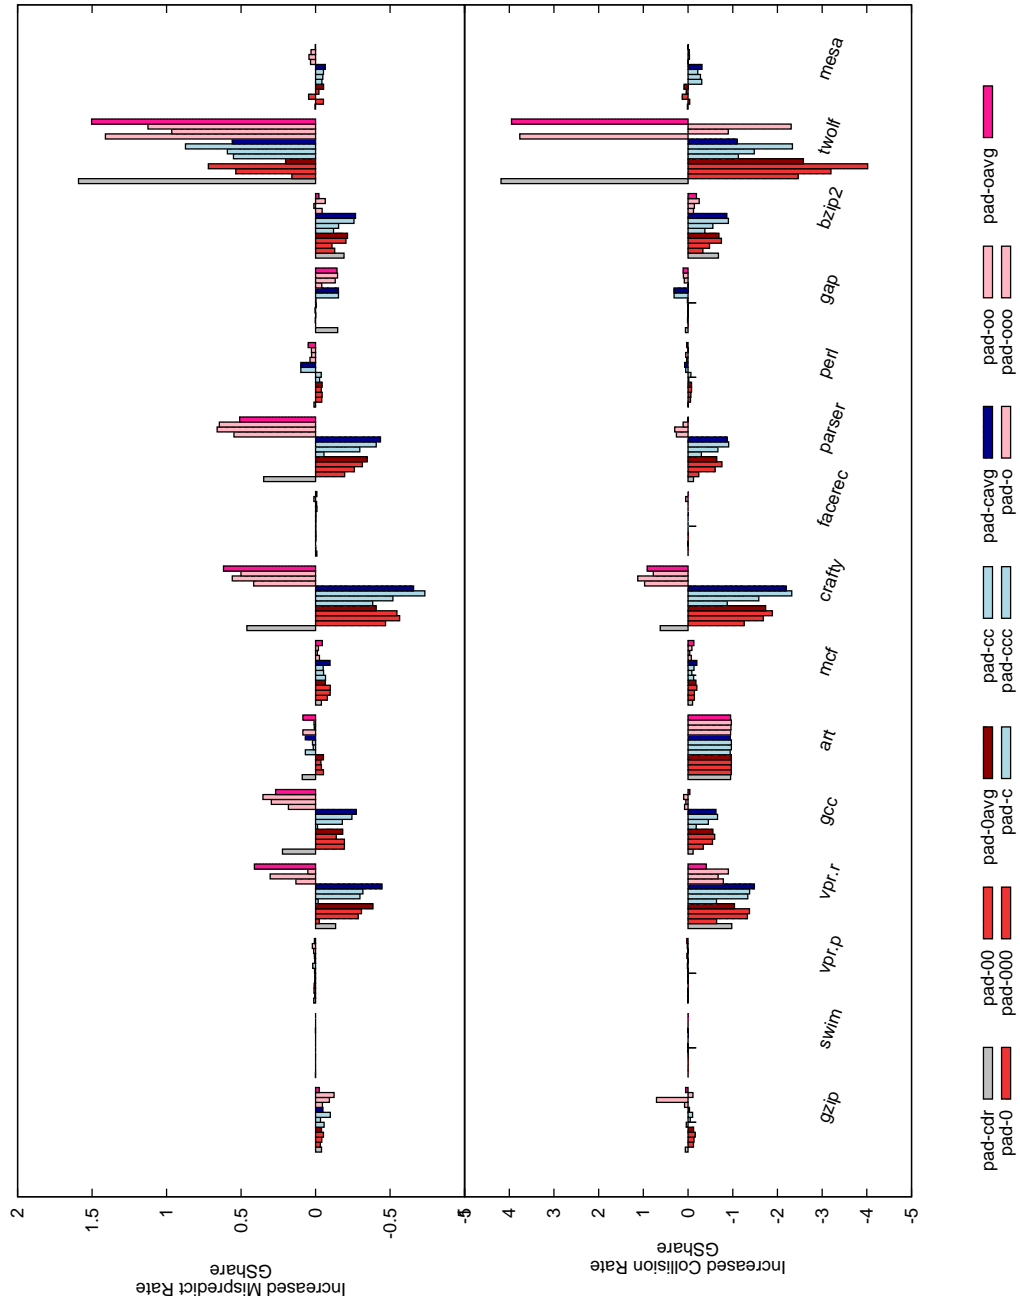 Increased Mispredict Rate
GShare
2
1.5
1
0.5
0
-0.5
-1
Increased Collision Rate
GShare
5
4
3
2
1
0
-1
-2
-3
-4
-5
gzip
swim
vpr.p
vpr.r
gcc
art
mcf
crafty
facerec
parser
perl
gap
bzip2
twolf
mesa
pad-cdr
pad-00
pad-0avg
pad-cc
pad-cavg
pad-oo
pad-oavg
pad-0
pad-000
pad-c
pad-ccc
pad-o
pad-ooo